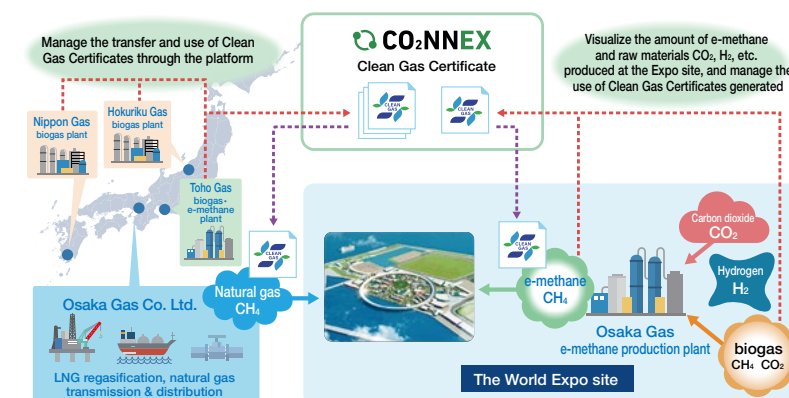 Manage the transfer and use of Clean
Gas Certificates through the platform
CO₂NNEX
Clean Gas Certificate
CLEAN
GAS
CLEAN
GAS
Visualize the amount of e-methane
and raw materials CO₂, H₂, etc.
produced at the Expo site, and manage the
use of Clean Gas Certificates generated
Nippon Gas
biogas plant
Hokuriku Gas
biogas plant
Toho Gas
biogas・
e-methane
plant
CLEAN
GAS
CLEAN
GAS
Natural gas
CH₄
e-methane
CH₄
Carbon dioxide
CO₂
Hydrogen
H₂
biogas
CH₄ CO₂
Osaka Gas Co. Ltd.
LNG regasification, natural gas
transmission & distribution
Osaka Gas
e-methane production plant
The World Expo site